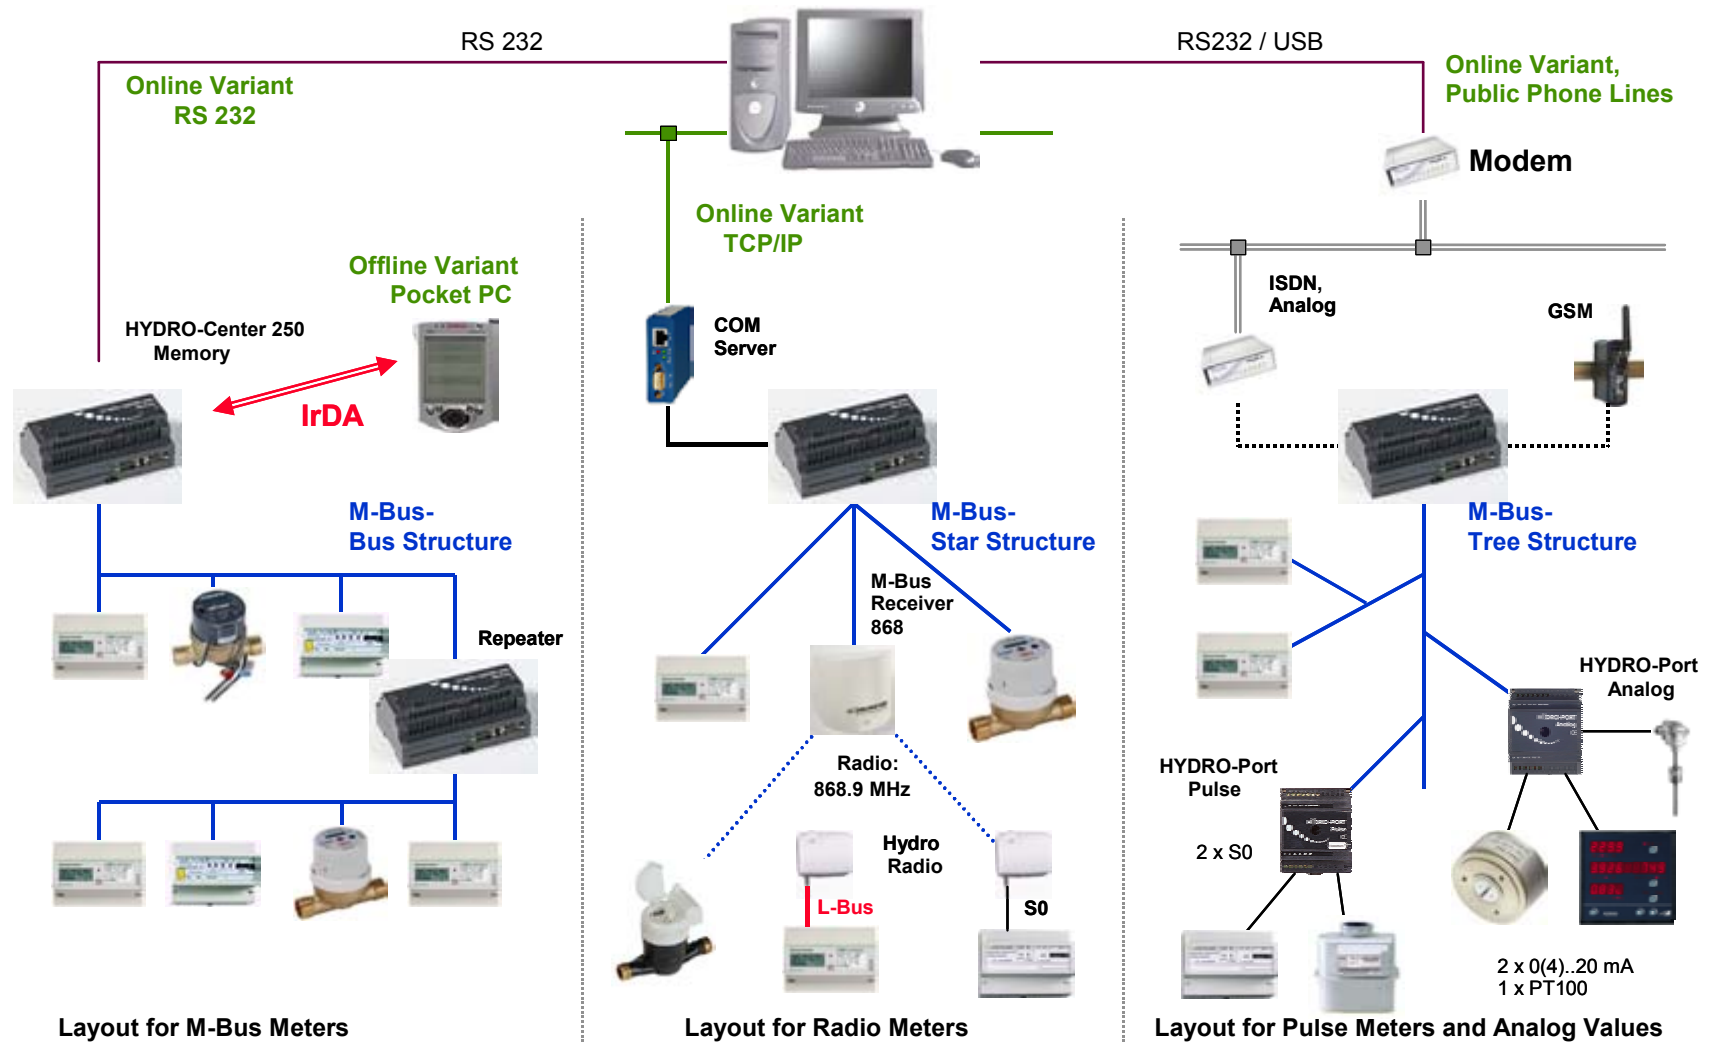 RS 232
RS232 / USB
Online Variant
RS 232
Online Variant,
Public Phone Lines
Modem
Online Variant
TCP/IP
Offline Variant
Pocket PC
ISDN,
Analog
GSM
HYDRO-Center 250
Memory
COM
Server
IrDA
M-Bus-
Bus Structure
M-Bus-
Star Structure
M-Bus-
Tree Structure
M-Bus
Receiver
868
Repeater
HYDRO-Port
Analog
Radio:
868.9 MHz
HYDRO-Port
Pulse
2 x S0
Hydro
Radio
L-Bus
S0
2 x 0(4)..20 mA
1 x PT100
Layout for M-Bus Meters
Layout for Radio Meters
Layout for Pulse Meters and Analog Values